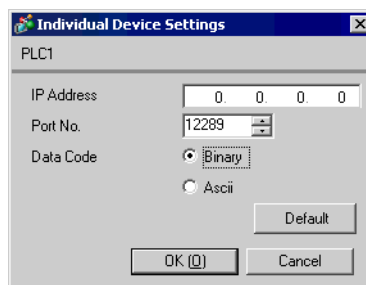 Individual Device Settings
PLC1
IP Address 0. 0. 0. 0
Port No. 12289
Data Code Binary
Ascii
Default
OK (O) Cancel